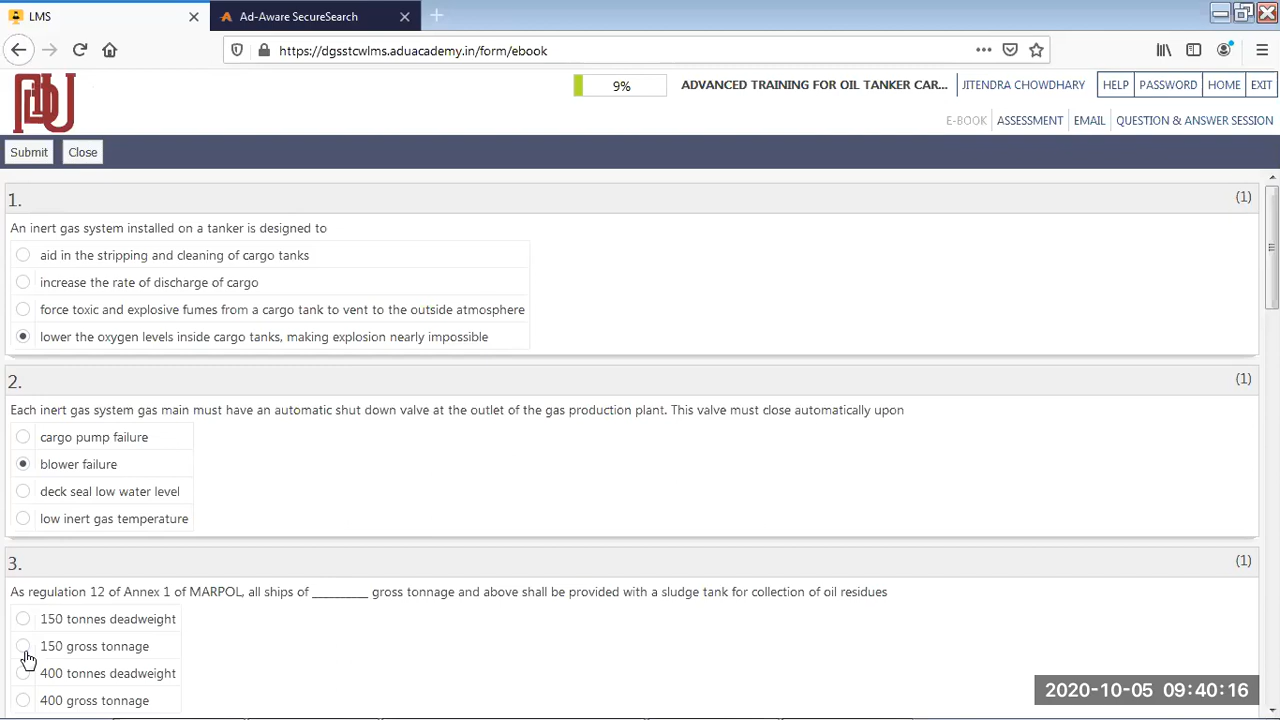 LMS
Ad-Aware SecureSearch
https://dgsstcwlms.aduacademy.in/form/ebook
9%
ADVANCED TRAINING FOR OIL TANKER CAR...
JITENDRA CHOWDHARY
HELP
PASSWORD
HOME
EXIT
E-BOOK
ASSESSMENT
EMAIL
QUESTION & ANSWER SESSION
Submit
Close
1.
(1)
An inert gas system installed on a tanker is designed to
aid in the stripping and cleaning of cargo tanks
increase the rate of discharge of cargo
force toxic and explosive fumes from a cargo tank to vent to the outside atmosphere
lower the oxygen levels inside cargo tanks, making explosion nearly impossible
2.
(1)
Each inert gas system gas main must have an automatic shut down valve at the outlet of the gas production plant. This valve must close automatically upon
cargo pump failure
blower failure
deck seal low water level
low inert gas temperature
3.
(1)
As regulation 12 of Annex 1 of MARPOL, all ships of __________ gross tonnage and above shall be provided with a sludge tank for collection of oil residues
150 tonnes deadweight
150 gross tonnage
400 tonnes deadweight
400 gross tonnage
2020-10-05 09:40:16